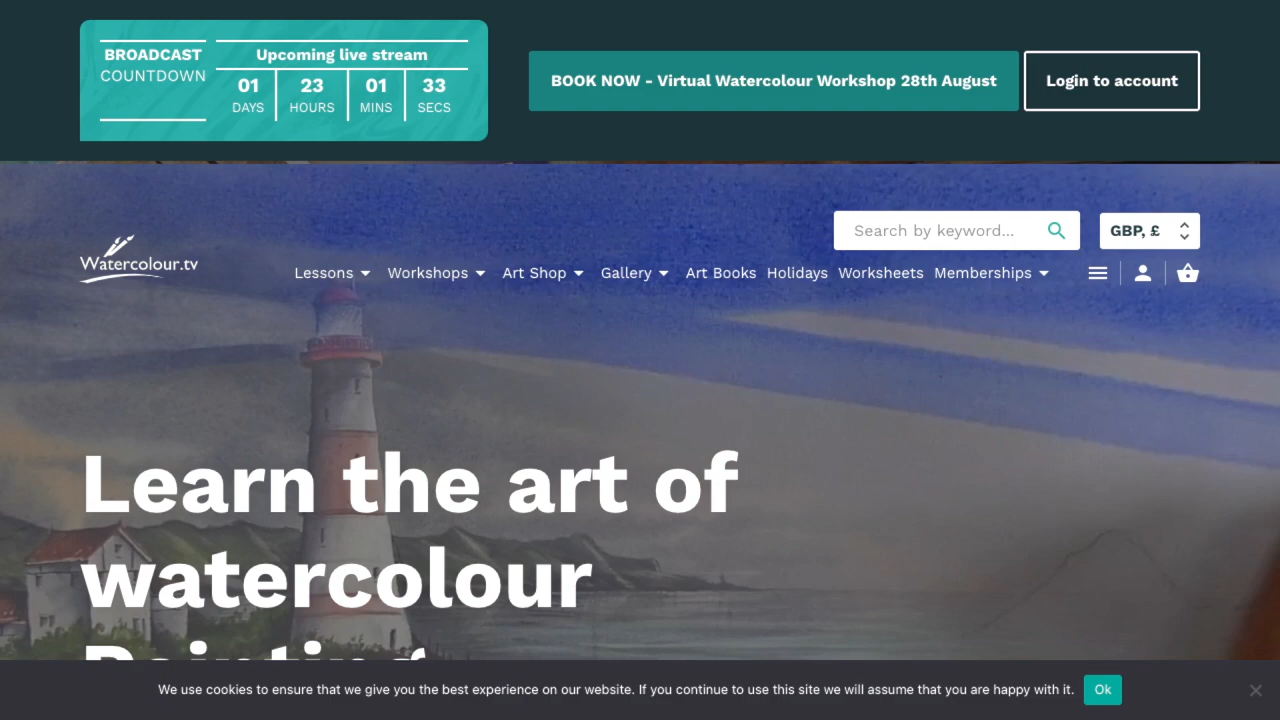 BROADCAST
COUNTDOWN
Upcoming live stream
01 23 01 33
DAYS HOURS MINS SECS
BOOK NOW - Virtual Watercolour Workshop 28th August
Login to account
Search by keyword...
GBP, £
Watercolour.tv
Lessons Workshops Art Shop Gallery Art Books Holidays Worksheets Memberships
Learn the art of
watercolour
Painting
We use cookies to ensure that we give you the best experience on our website. If you continue to use this site we will assume that you are happy with it.
Ok